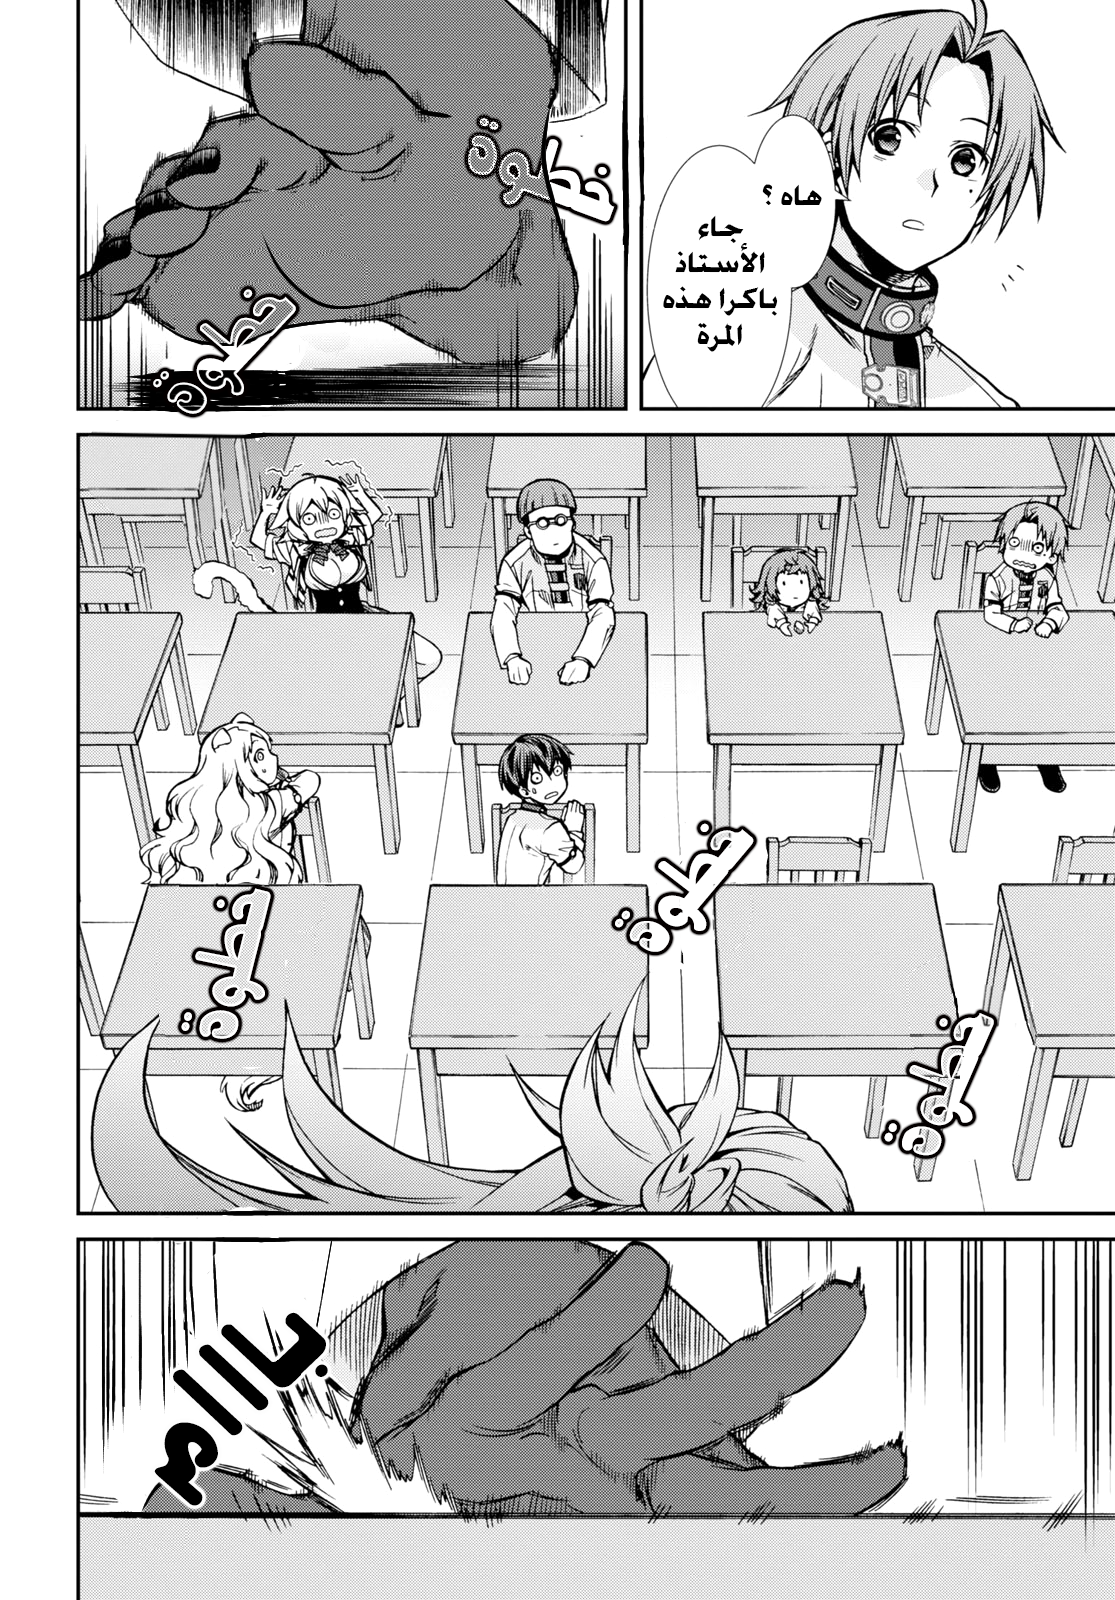 هاه ؟
جاء
الأستاذ
باكرا هذه
المرة
خطوة
خطوة
خطوة
خطوة
خطوة
بااام